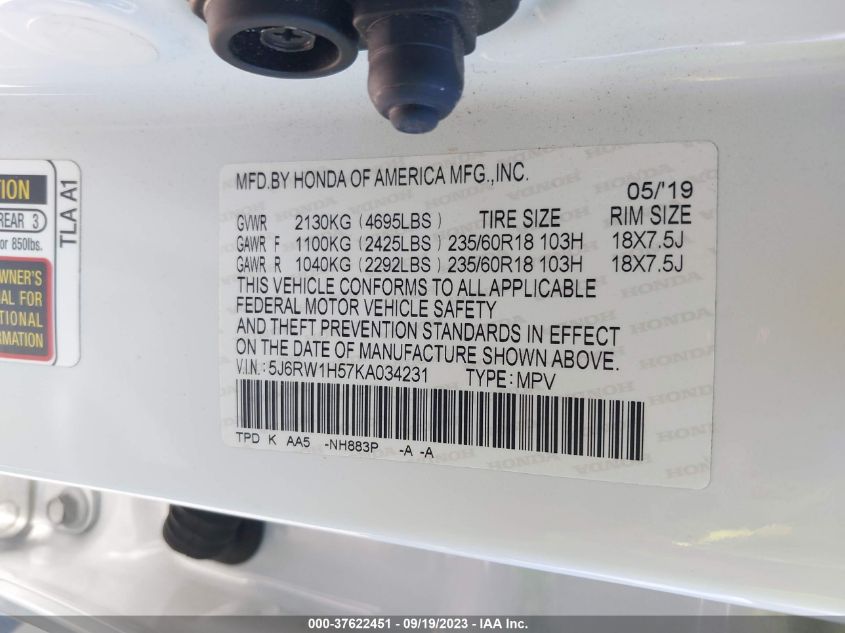 TION
REAR 3
or 850lbs.
WNER'S
AL FOR
TIONAL
RMATION
TLA A1
MFD.BY HONDA OF AMERICA MFG.,INC.
05/'19
GVWR 2130KG (4695LBS) TIRE SIZE RIM SIZE
GAWR F 1100KG (2425LBS) 235/60R18 103H 18X7.5J
GAWR R 1040KG (2292LBS) 235/60R18 103H 18X7.5J
THIS VEHICLE CONFORMS TO ALL APPLICABLE
FEDERAL MOTOR VEHICLE SAFETY
AND THEFT PREVENTION STANDARDS IN EFFECT
ON THE DATE OF MANUFACTURE SHOWN ABOVE.
V.I.N.: 5J6RW1H57KA034231 TYPE: MPV
TPD K AA5 -NH883P -A -A
000-37622451 - 09/19/2023 - IAA Inc.